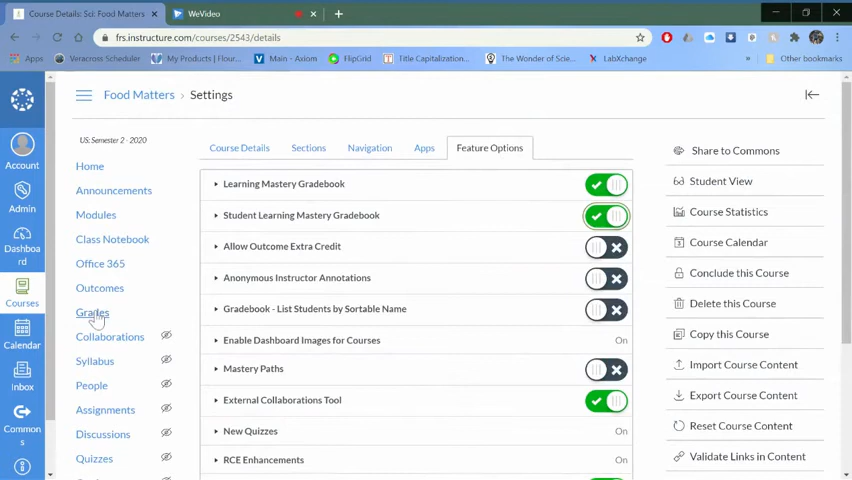 Course Details: Sci: Food Matters
WeVideo
frs.instructure.com/courses/2543/details
Apps
Veracross Scheduler
My Products | Flour...
Main - Axiom
FlipGrid
Title Capitalization...
The Wonder of Scie...
LabXchange
»
Other bookmarks
Food Matters › Settings
US: Semester 2 - 2020
Account
Admin
Dashboa
rd
Courses
Calendar
Inbox
Common
s
Home
Announcements
Modules
Class Notebook
Office 365
Outcomes
Grades
Collaborations
Syllabus
People
Assignments
Discussions
Quizzes
Course Details
Sections
Navigation
Apps
Feature Options
Learning Mastery Gradebook
Student Learning Mastery Gradebook
Allow Outcome Extra Credit
Anonymous Instructor Annotations
Gradebook - List Students by Sortable Name
Enable Dashboard Images for Courses On
Mastery Paths
External Collaborations Tool
New Quizzes On
RCE Enhancements On
Share to Commons
Student View
Course Statistics
Course Calendar
Conclude this Course
Delete this Course
Copy this Course
Import Course Content
Export Course Content
Reset Course Content
Validate Links in Content